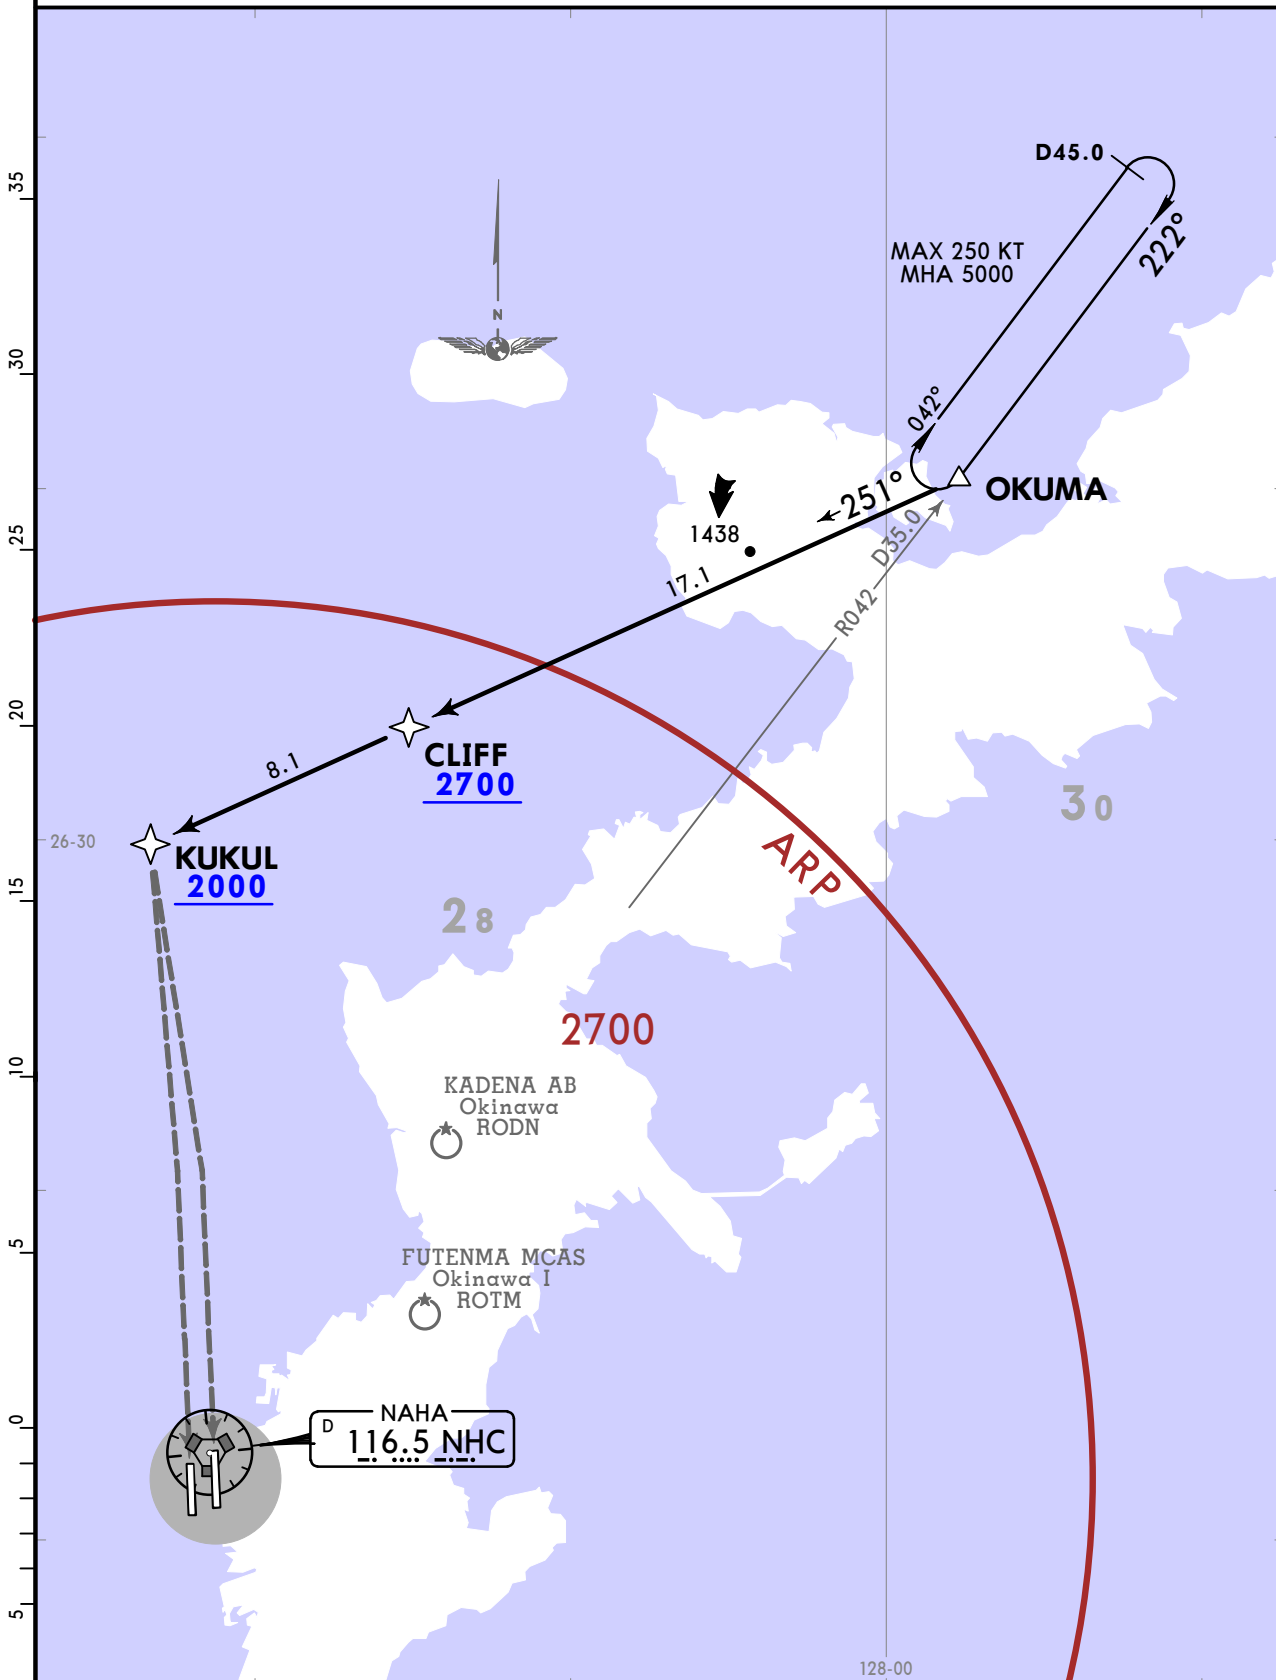 D45.0
35
222°
MAX 250 KT
MHA 5000
N
30
042°
251°
OKUMA
1438
D35.0
25
17.1
R042
20
CLIFF
2700
8.1
30
26-30
KUKUL
2000
ARP
15
28
2700
10
KADENA AB
Okinawa
RODN
5
FUTENMA MCAS
Okinawa I
ROTM
0
NAHA
D
116.5 NHC
5
128-00